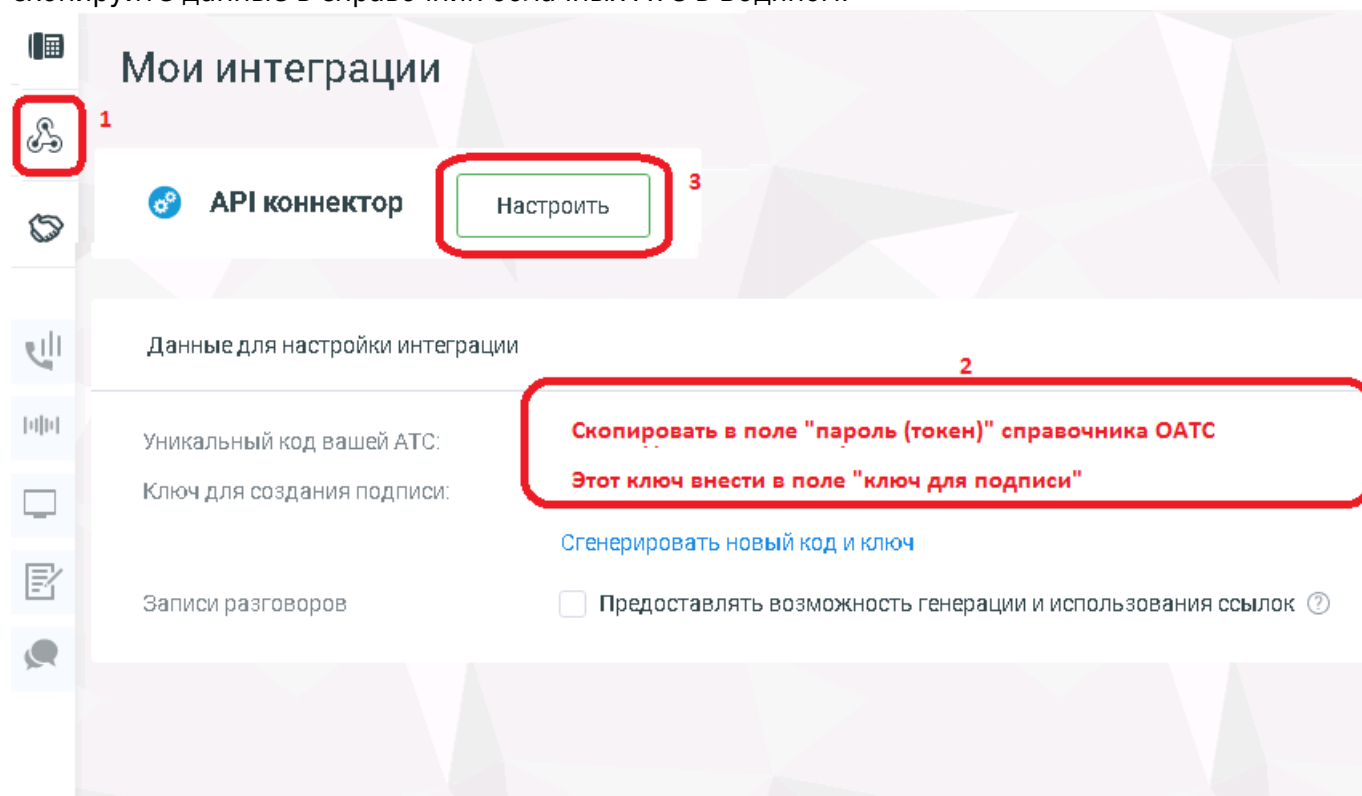 Мои интеграции
1
API коннектор
Настроить
3
Данные для настройки интеграции
2
Уникальный код вашей АТС:
Скопировать в поле "пароль (токен)" справочника ОАТС
Ключ для создания подписи:
Этот ключ внести в поле "ключ для подписи"
Сгенерировать новый код и ключ
Записи разговоров
Предоставлять возможность генерации и использования ссылок ?